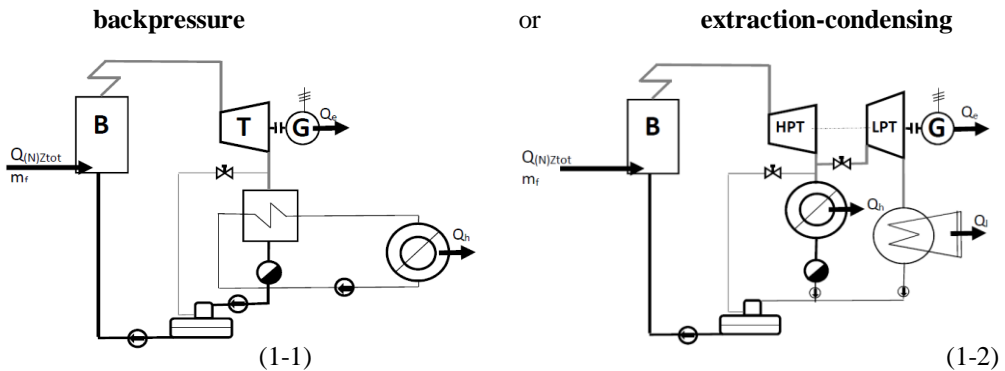 backpressure or extraction-condensing
B
T
G
Qe
Q(N)Ztot
mf
Qh
(1-1)
B
HPT
LPT
G
Qe
Q(N)Ztot
mf
Qh
Ql
(1-2)